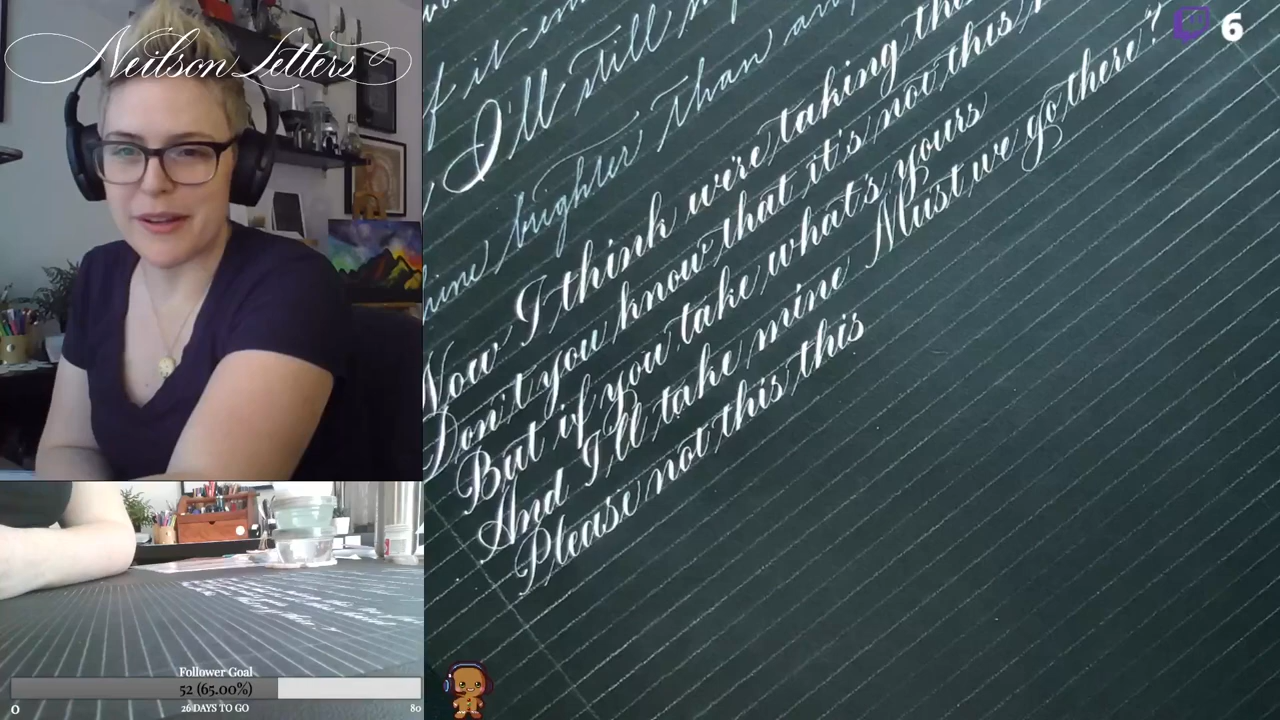 Neilson Letters
6
I'll still
brighter than
Now I think we're taking this
Don't you know that it's not this
But if you take what's yours
And I'll take mine Must we go there?
Please not this this
Follower Goal
52 (65.00%)
0 26 DAYS TO GO 80